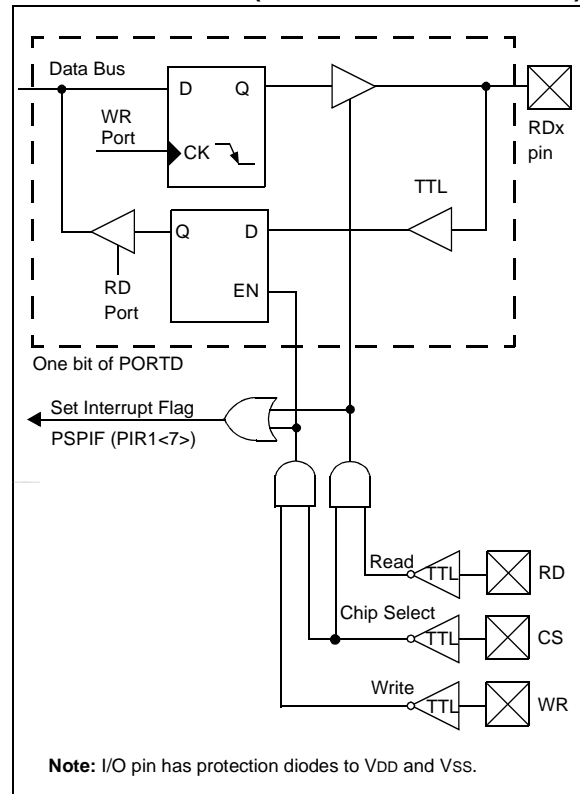 Data Bus
D Q
WR
Port
CK
RDx
pin
TTL
Q D
EN
RD
Port
One bit of PORTD
Set Interrupt Flag
PSPIF (PIR1<7>)
Read
TTL
RD
Chip Select
TTL
CS
Write
TTL
WR
Note: I/O pin has protection diodes to VDD and VSS.